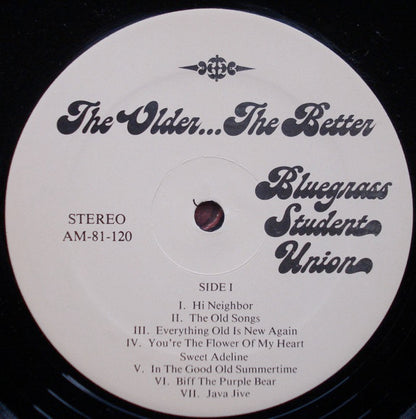 The Older...The Better
Bluegrass
Student
Union
STEREO
AM-81-120
SIDE I
I. Hi Neighbor
II. The Old Songs
III. Everything Old Is New Again
IV. You're The Flower Of My Heart
Sweet Adeline
V. In The Good Old Summertime
VI. Biff The Purple Bear
VII. Java Jive